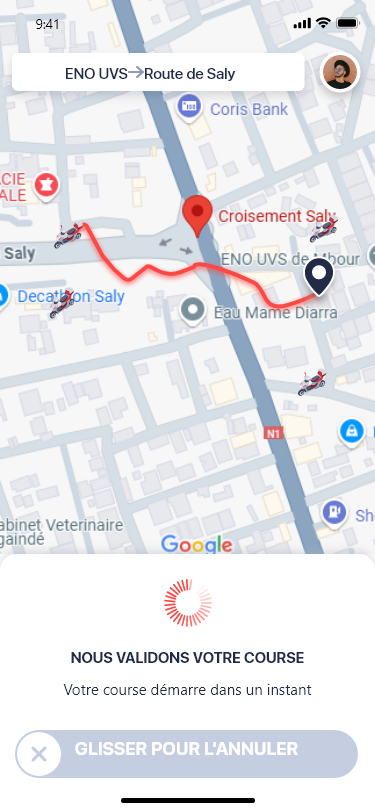 9:41
ENO UVS → Route de Saly
Coris Bank
CIE
ALE
Croisement Saly
Saly
ENO UVS de Mbour
Decathlon Saly
Eau Mame Diarra
N1
abinet Veterinaire
gaindé
Sh
Google
NOUS VALIDONS VOTRE COURSE
Votre course démarre dans un instant
GLISSER POUR L'ANNULER